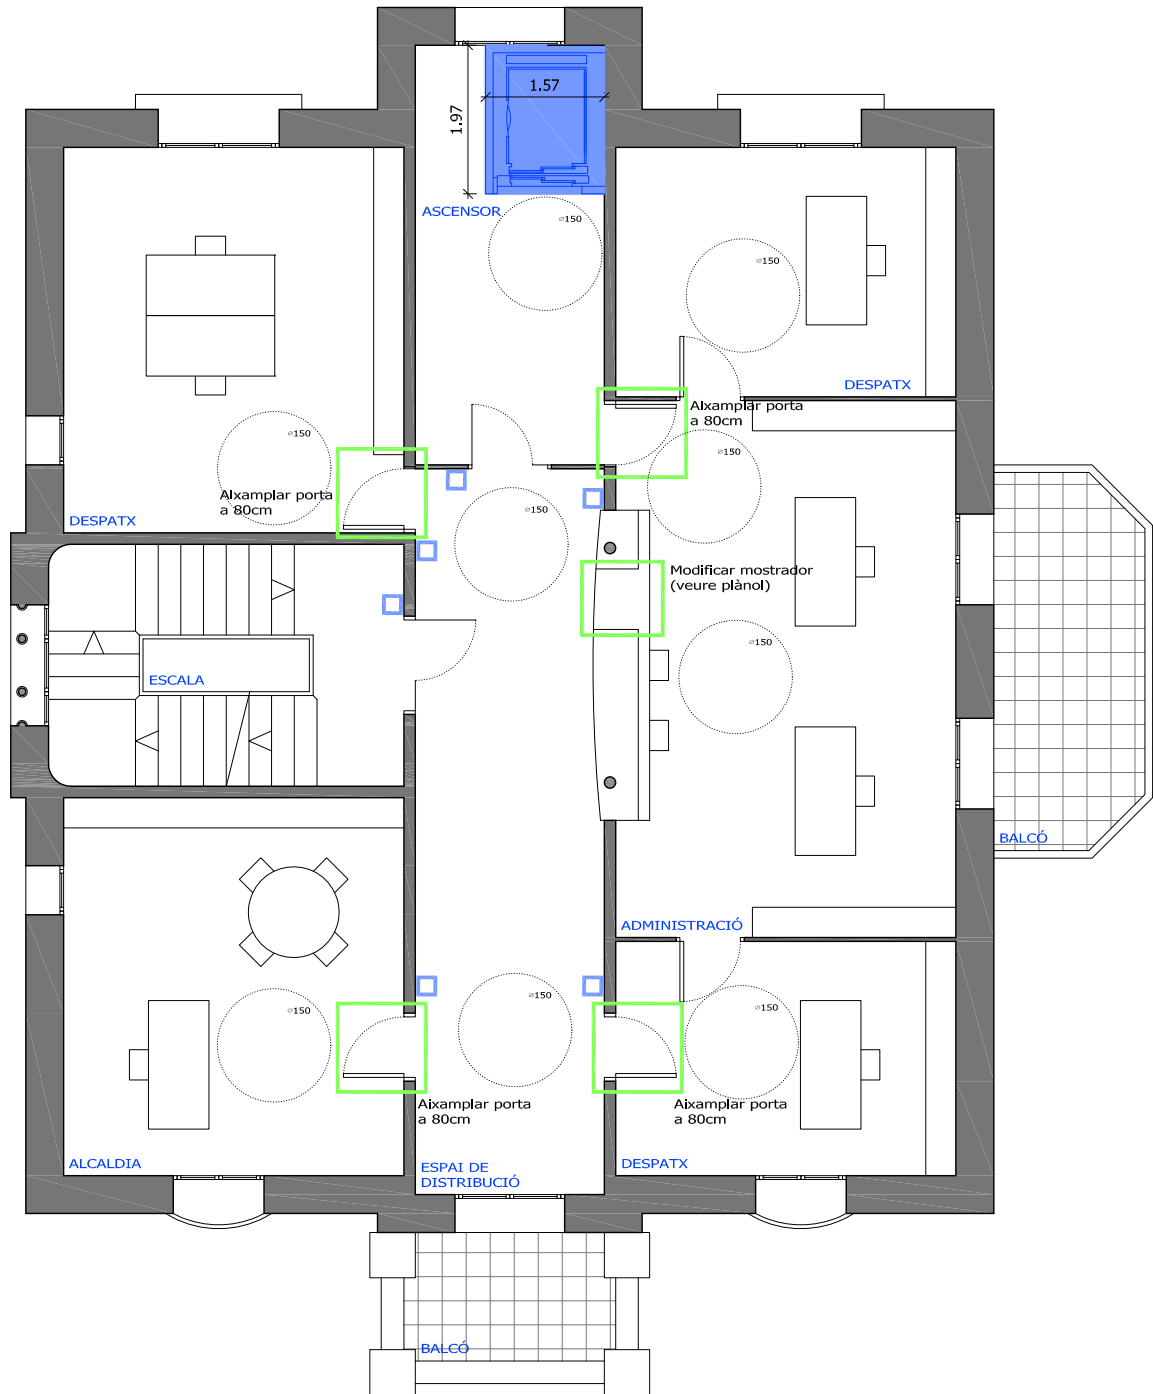 1.57
1.97
ASCENSOR
⌀150
⌀150
⌀150
DESPATX
Aixamplar porta
a 80cm
⌀150
⌀150
Aixamplar porta
a 80cm
DESPATX
⌀150
Modificar mostrador
(veure plànol)
ESCALA
⌀150
BALCÓ
ADMINISTRACIÓ
⌀150
⌀150
⌀150
Aixamplar porta
a 80cm
Aixamplar porta
a 80cm
ALCALDIA
ESPAI DE
DISTRIBUCIÓ
DESPATX
BALCÓ